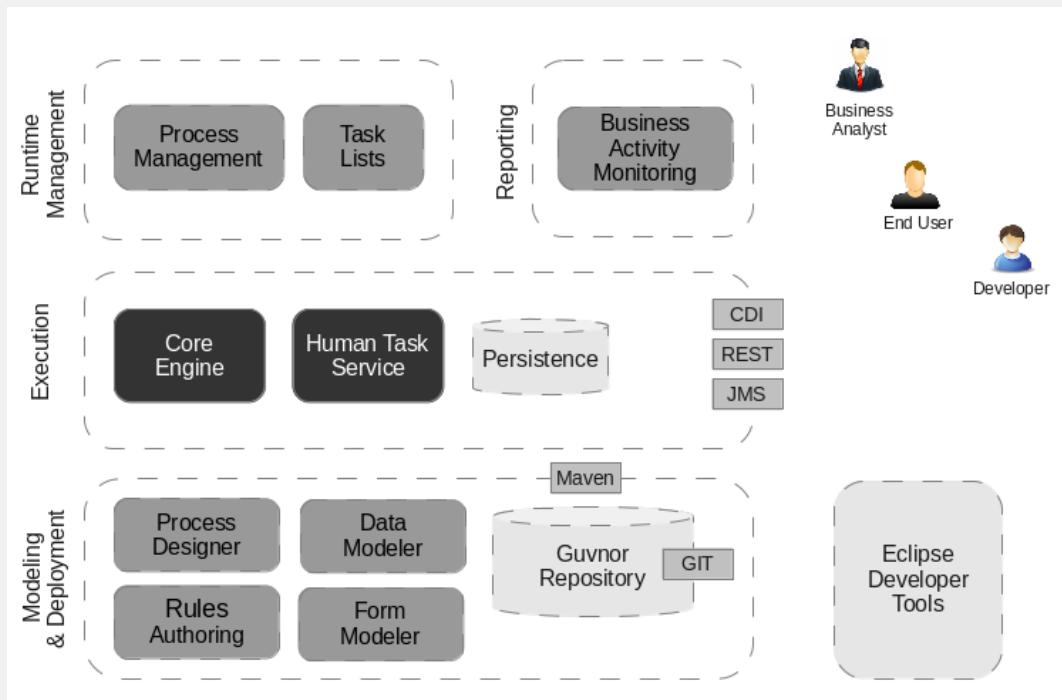 Runtime
Management
Process
Management
Task
Lists
Reporting
Business
Activity
Monitoring
Business
Analyst
End User
Developer
Execution
Core
Engine
Human Task
Service
Persistence
CDI
REST
JMS
Modeling
& Deployment
Process
Designer
Data
Modeler
Rules
Authoring
Form
Modeler
Maven
Guvnor
Repository
GIT
Eclipse
Developer
Tools